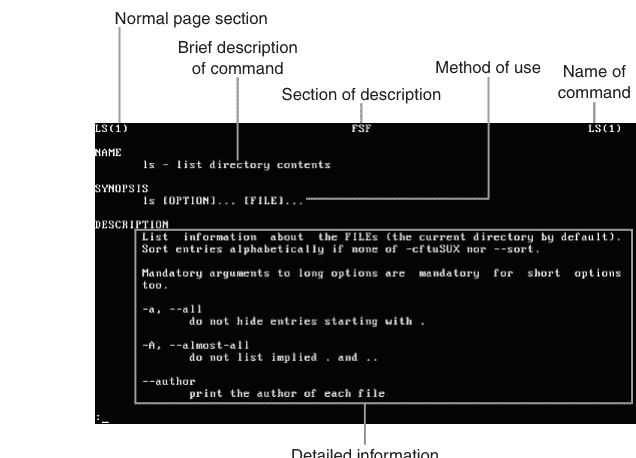 Normal page section
Brief description
of command
Section of description
Method of use
Name of
command
LS(1) FSF LS(1)
NAME
ls - list directory contents
SYNOPSIS
ls [OPTION]... [FILE]...
DESCRIPTION
List information about the FILEs (the current directory by default).
Sort entries alphabetically if none of -cftuSUX nor --sort.
Mandatory arguments to long options are mandatory for short options
too.
-a, --all
do not hide entries starting with .
-A, --almost-all
do not list implied . and ..
--author
print the author of each file
:_
Detailed information